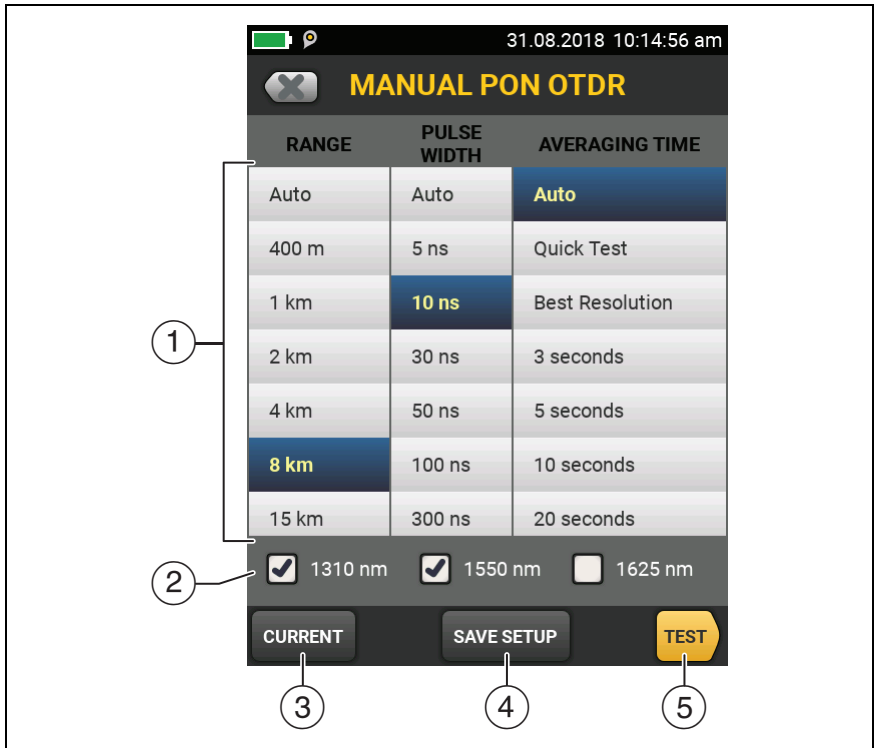 31.08.2018 10:14:56 am
MANUAL PON OTDR
RANGE PULSE WIDTH AVERAGING TIME
Auto Auto Auto
400 m 5 ns Quick Test
1 km 10 ns Best Resolution
1
2 km 30 ns 3 seconds
4 km 50 ns 5 seconds
8 km 100 ns 10 seconds
15 km 300 ns 20 seconds
2 1310 nm 1550 nm 1625 nm
CURRENT SAVE SETUP TEST
3 4 5